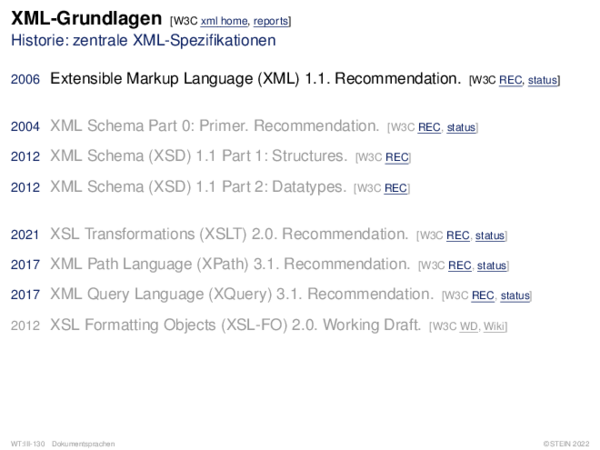 XML-Grundlagen [W3C xml home, reports]
Historie: zentrale XML-Spezifikationen
2006 Extensible Markup Language (XML) 1.1. Recommendation. [W3C REC, status]
2004 XML Schema Part 0: Primer. Recommendation. [W3C REC, status]
2012 XML Schema (XSD) 1.1 Part 1: Structures. [W3C REC]
2012 XML Schema (XSD) 1.1 Part 2: Datatypes. [W3C REC]
2021 XSL Transformations (XSLT) 2.0. Recommendation. [W3C REC, status]
2017 XML Path Language (XPath) 3.1. Recommendation. [W3C REC, status]
2017 XML Query Language (XQuery) 3.1. Recommendation. [W3C REC, status]
2012 XSL Formatting Objects (XSL-FO) 2.0. Working Draft. [W3C WD, Wiki]
WT:III-130 Dokumentsprachen ©STEIN 2022